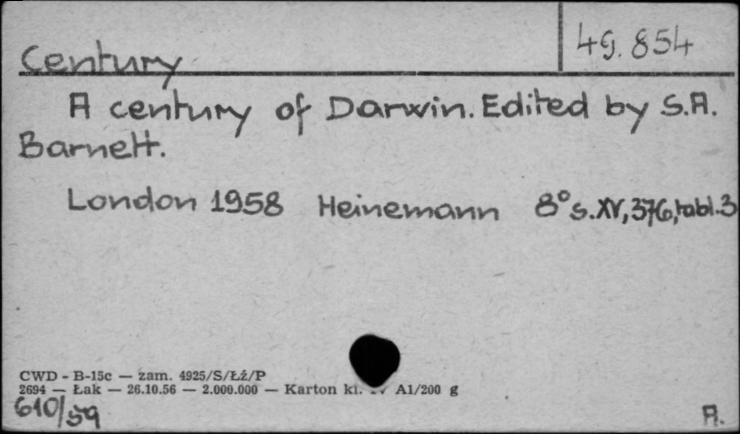 Century
49.854
A century of Darwin. Edited by S.A.
Barnett.
London 1958 Heinemann 8° s. XV, 376, tabl. 3
CWD - B-15c — zam. 4925/S/Łź/P
2694 — Łak — 26.10.56 — 2.000.000 — Karton kl. A1/200 g
610/59
A.